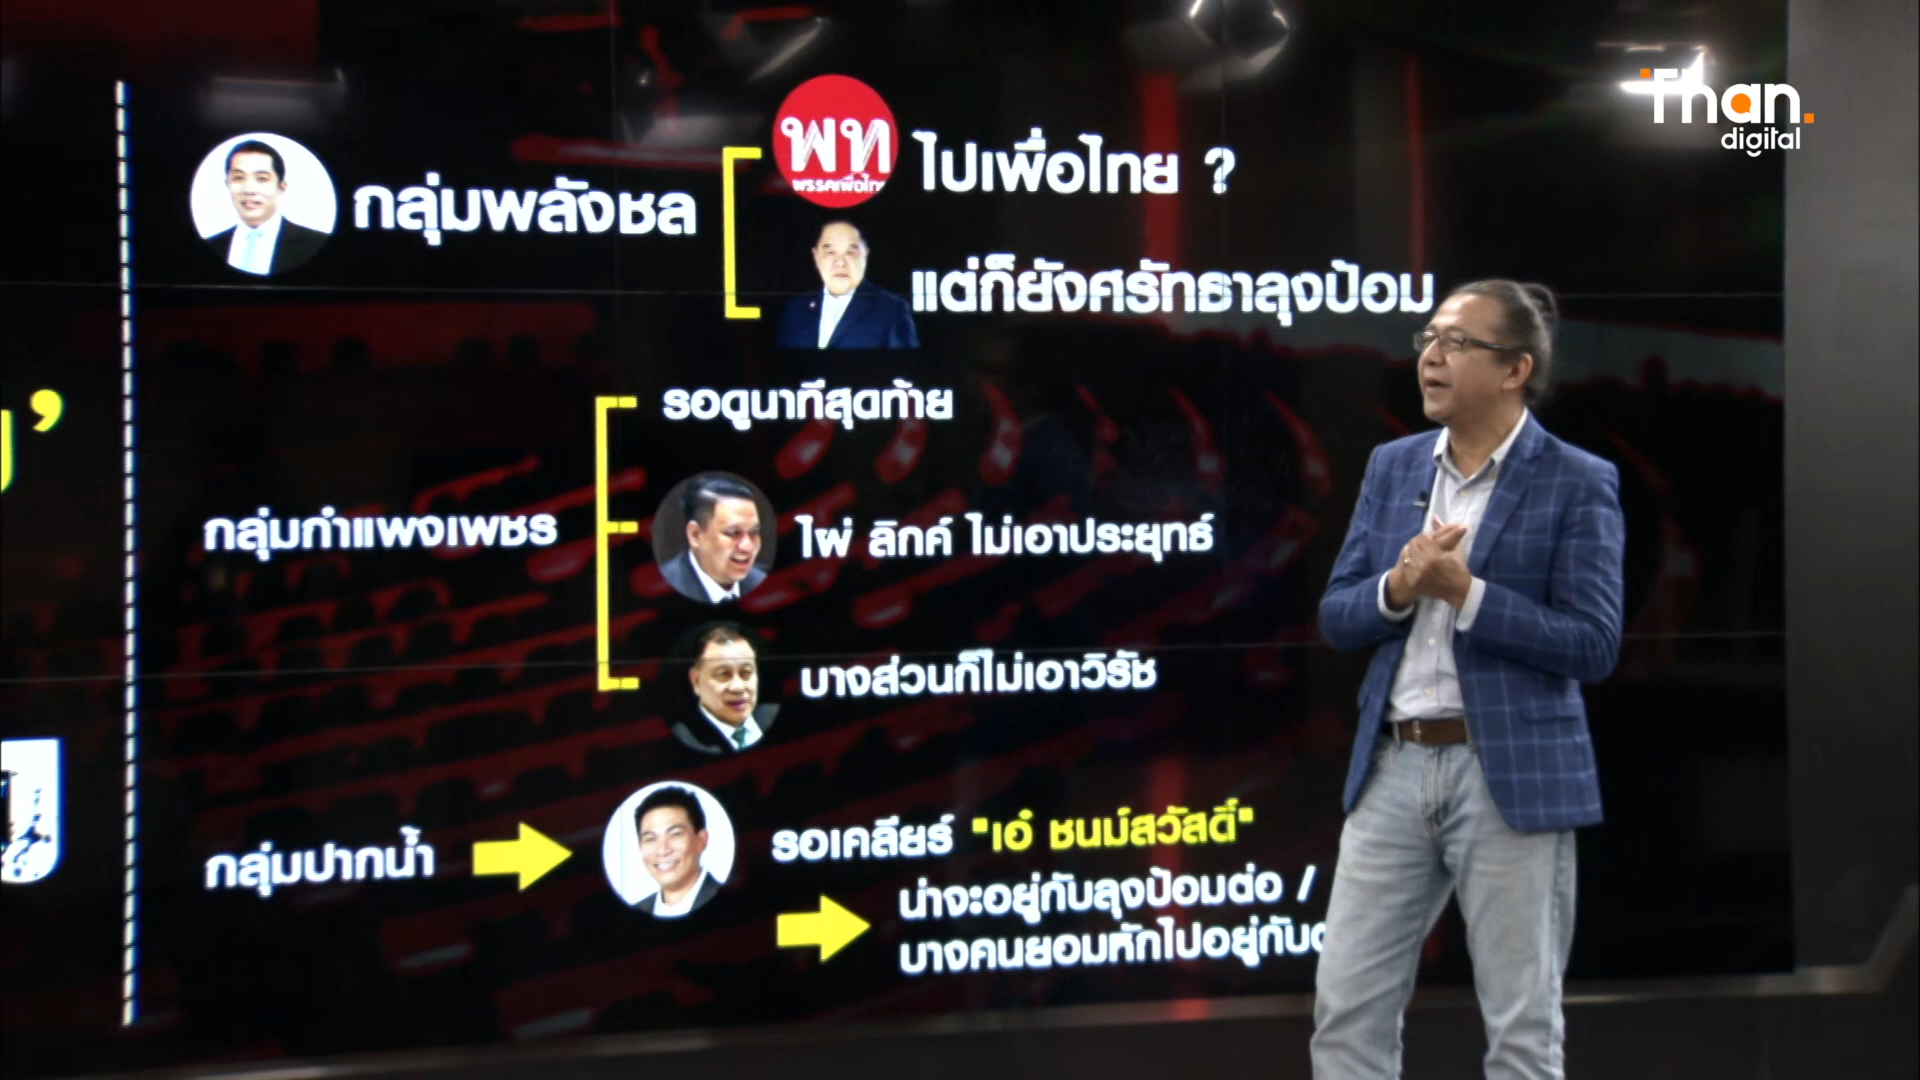 Than.
digital
กลุ่มพลังชล
พท
พรรคเพื่อไทย
ไปเพื่อไทย ?
แต่ก็ยังศรัทธาลุงป้อม
รอดูนาทีสุดท้าย
กลุ่มกำแพงเพชร
ไผ่ ลิกค์ ไม่เอาประยุทธ์
บางส่วนก็ไม่เอาวิรัช
กลุ่มปากน้ำ
รอเคลียร์ "เอ๋ ชนม์สวัสดิ์"
น่าจะอยู่กับลุงป้อมต่อ /
บางคนยอมหักไปอยู่กับ